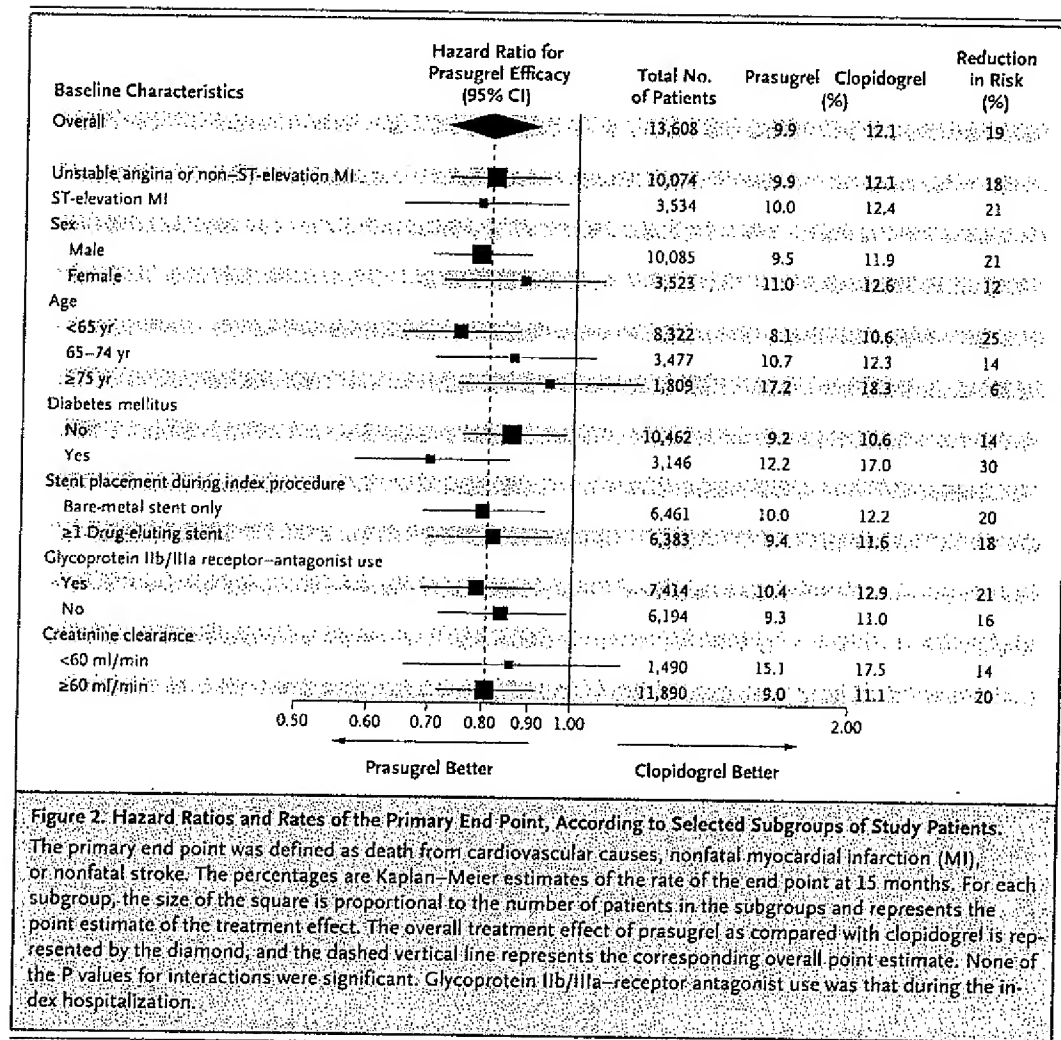 Baseline Characteristics Hazard Ratio for Prasugrel Efficacy (95% CI) Total No. of Patients Prasugrel Clopidogrel (%) Reduction in Risk (%)
Overall 13,608 9.9 12.1 19
Unstable angina or non–ST-elevation MI 10,074 9.9 12.1 18
ST-elevation MI 3,534 10.0 12.4 21
Sex
Male 10,085 9.5 11.9 21
Female 3,523 11.0 12.6 12
Age
<65 yr 8,322 8.1 10.6 25
65–74 yr 3,477 10.7 12.3 14
≥75 yr 1,809 17.2 18.3 6
Diabetes mellitus
No 10,462 9.2 10.6 14
Yes 3,146 12.2 17.0 30
Stent placement during index procedure
Bare-metal stent only 6,461 10.0 12.2 20
≥1 Drug-eluting stent 6,383 9.4 11.6 18
Glycoprotein IIb/IIIa receptor–antagonist use
Yes 7,414 10.4 12.9 21
No 6,194 9.3 11.0 16
Creatinine clearance
<60 ml/min 1,490 15.1 17.5 14
≥60 ml/min 11,890 9.0 11.1 20
0.50 0.60 0.70 0.80 0.90 1.00 2.00
Prasugrel Better Clopidogrel Better
Figure 2. Hazard Ratios and Rates of the Primary End Point, According to Selected Subgroups of Study Patients.
The primary end point was defined as death from cardiovascular causes, nonfatal myocardial infarction (MI),
or nonfatal stroke. The percentages are Kaplan–Meier estimates of the rate of the end point at 15 months. For each
subgroup, the size of the square is proportional to the number of patients in the subgroups and represents the
point estimate of the treatment effect. The overall treatment effect of prasugrel as compared with clopidogrel is rep-
resented by the diamond, and the dashed vertical line represents the corresponding overall point estimate. None of
the P values for interactions were significant. Glycoprotein IIb/IIIa–receptor antagonist use was that during the in-
dex hospitalization.